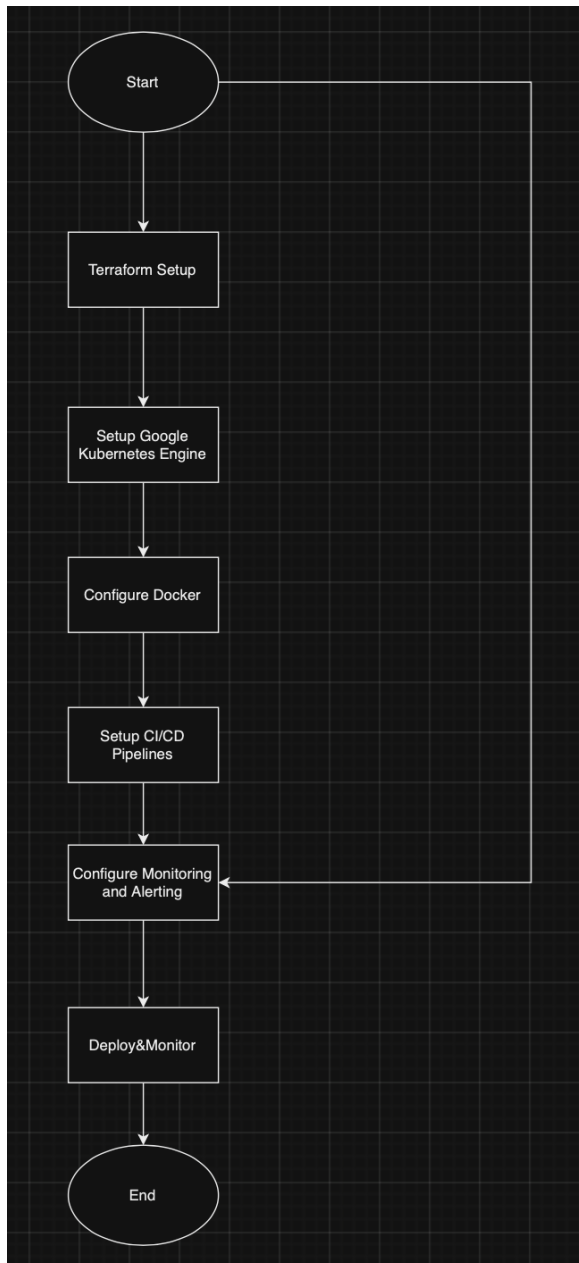 Start
Terraform Setup
Setup Google
Kubernetes Engine
Configure Docker
Setup CI/CD
Pipelines
Configure Monitoring
and Alerting
Deploy&Monitor
End